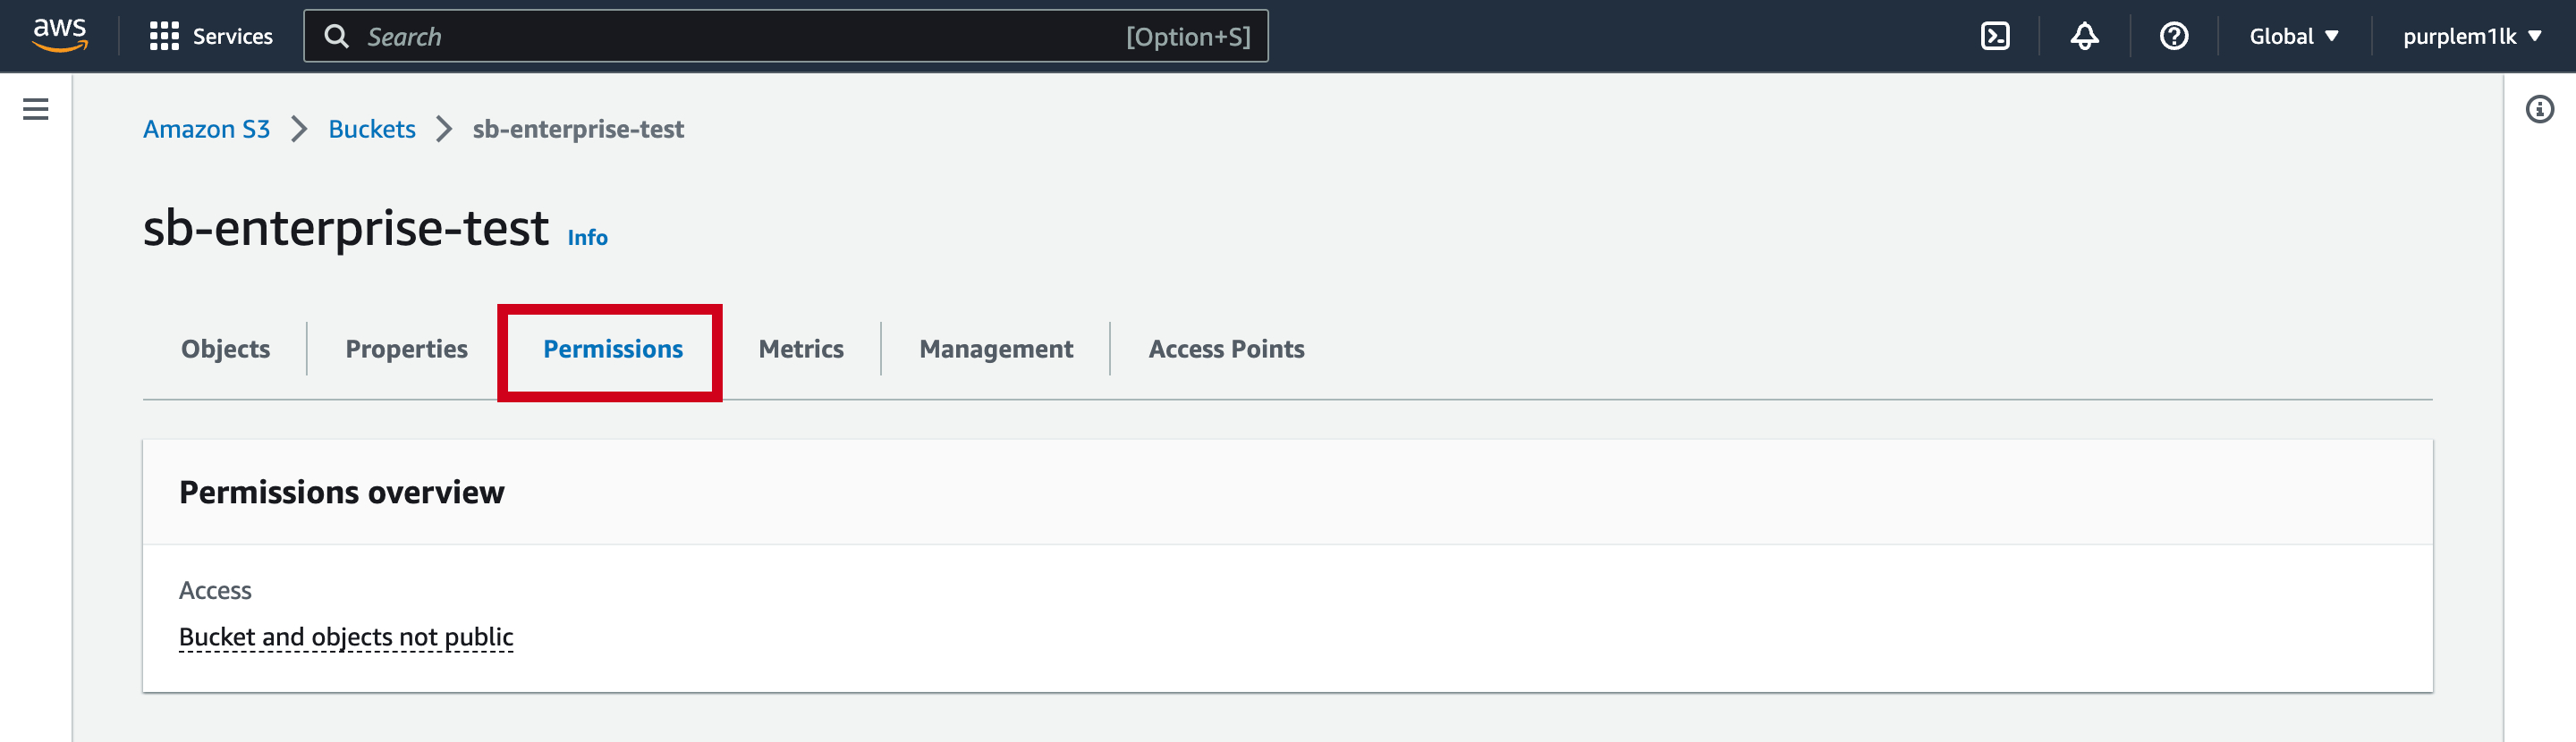 aws Services Search [Option+S] Global purplem1lk
Amazon S3 Buckets sb-enterprise-test
sb-enterprise-test Info
Objects Properties Permissions Metrics Management Access Points
Permissions overview
Access
Bucket and objects not public